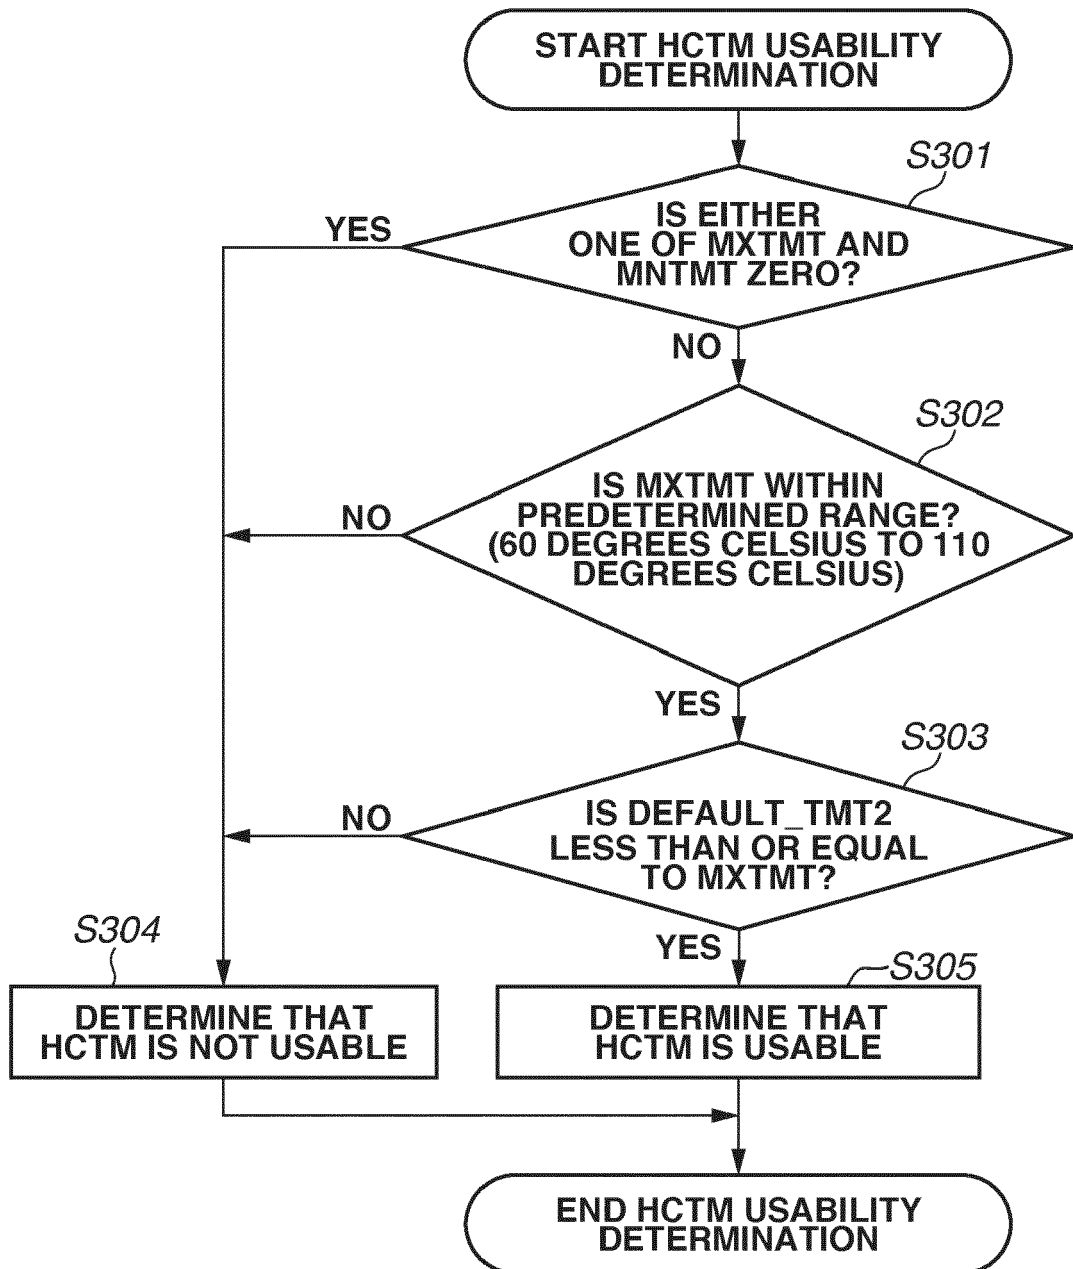 START HCTM USABILITY
DETERMINATION
S301
IS EITHER
ONE OF MXTMT AND
MNTMT ZERO?
YES
NO
S302
IS MXTMT WITHIN
PREDETERMINED RANGE?
(60 DEGREES CELSIUS TO 110
DEGREES CELSIUS)
NO
YES
S303
IS DEFAULT_TMT2
LESS THAN OR EQUAL
TO MXTMT?
NO
YES
S304
DETERMINE THAT
HCTM IS NOT USABLE
S305
DETERMINE THAT
HCTM IS USABLE
END HCTM USABILITY
DETERMINATION